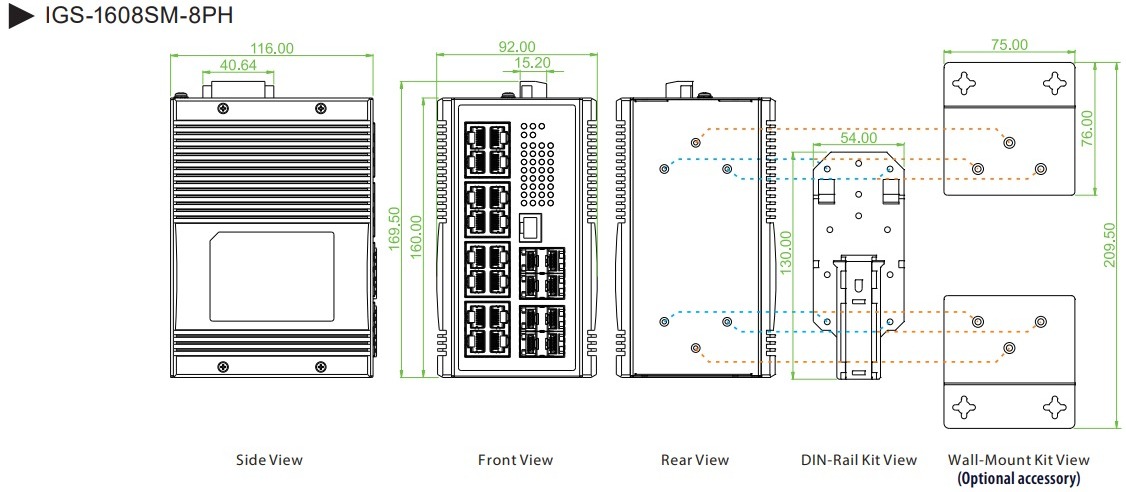 IGS-1608SM-8PH
116.00
40.64
92.00
15.20
169.50
160.00
54.00
130.00
75.00
76.00
209.50
Side View
Front View
Rear View
DIN-Rail Kit View
Wall-Mount Kit View
(Optional accessory)